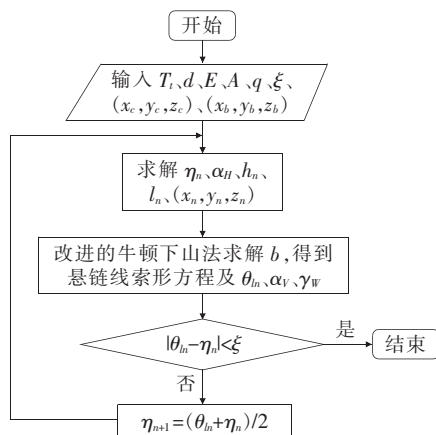 开始
输入 T_t、d、E、A、q、ξ、
(x_c,y_c,z_c)、(x_b,y_b,z_b)
求解 η_n、α_H、h_n、
l_n、(x_n,y_n,z_n)
改进的牛顿下山法求解 b,得到
悬链线索形方程及 θ_{ln}、α_V、γ_W
|θ_{ln}-η_n|<ξ
是
结束
否
η_{n+1}=(θ_{ln}+η_n)/2